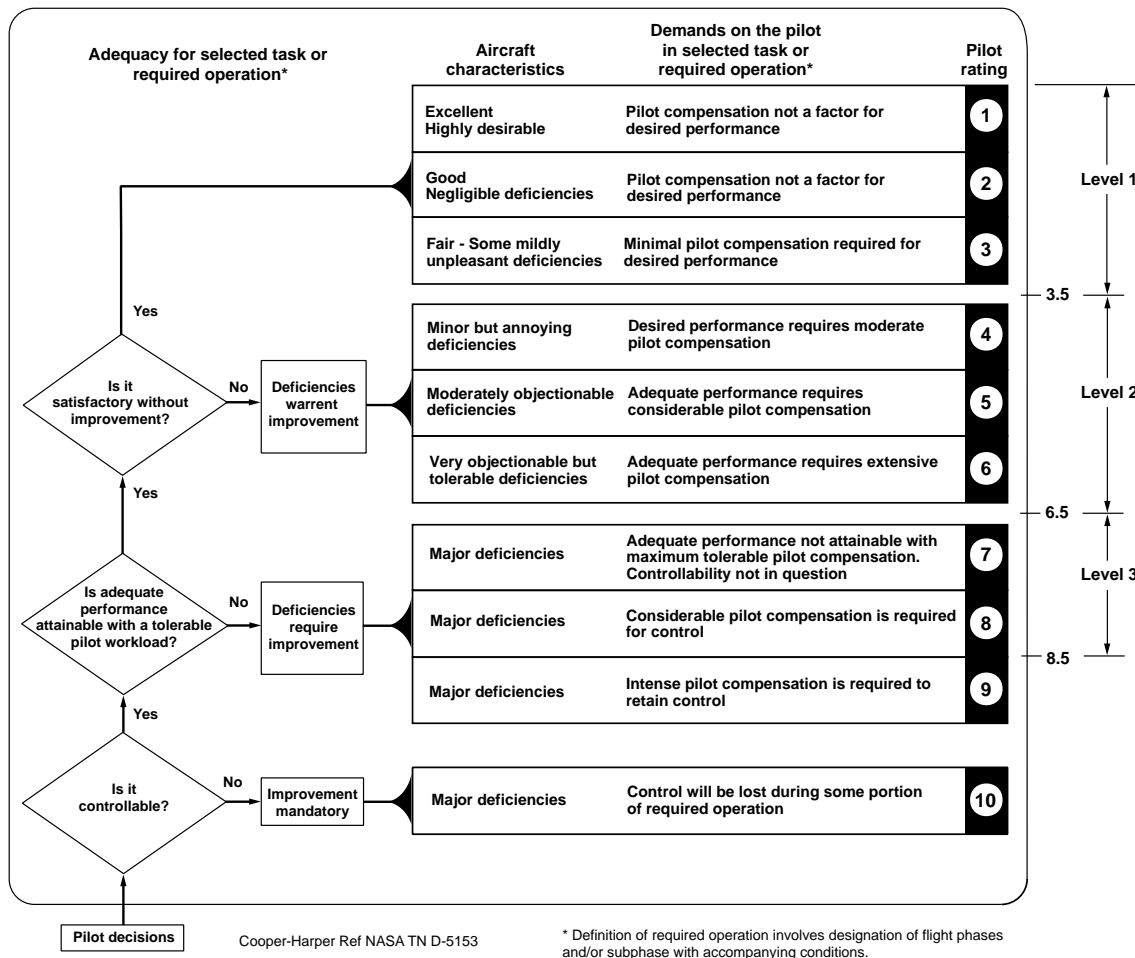 Adequacy for selected task or
required operation*
Aircraft
characteristics
Demands on the pilot
in selected task or
required operation*
Pilot
rating
Excellent
Highly desirable
Pilot compensation not a factor for
desired performance
1
Good
Negligible deficiencies
Pilot compensation not a factor for
desired performance
2
Fair - Some mildly
unpleasant deficiencies
Minimal pilot compensation required for
desired performance
3
Level 1
3.5
Yes
Is it
satisfactory without
improvement?
No
Deficiencies
warrent
improvement
Minor but annoying
deficiencies
Desired performance requires moderate
pilot compensation
4
Moderately objectionable
deficiencies
Adequate performance requires
considerable pilot compensation
5
Very objectionable but
tolerable deficiencies
Adequate performance requires extensive
pilot compensation
6
Level 2
6.5
Yes
Is adequate
performance
attainable with a tolerable
pilot workload?
No
Deficiencies
require
improvement
Major deficiencies
Adequate performance not attainable with
maximum tolerable pilot compensation.
Controllability not in question
7
Major deficiencies
Considerable pilot compensation is required
for control
8
Level 3
8.5
Major deficiencies
Intense pilot compensation is required to
retain control
9
Yes
Is it
controllable?
No
Improvement
mandatory
Major deficiencies
Control will be lost during some portion
of required operation
10
Pilot decisions
Cooper-Harper Ref NASA TN D-5153
* Definition of required operation involves designation of flight phases
and/or subphase with accompanying conditions.